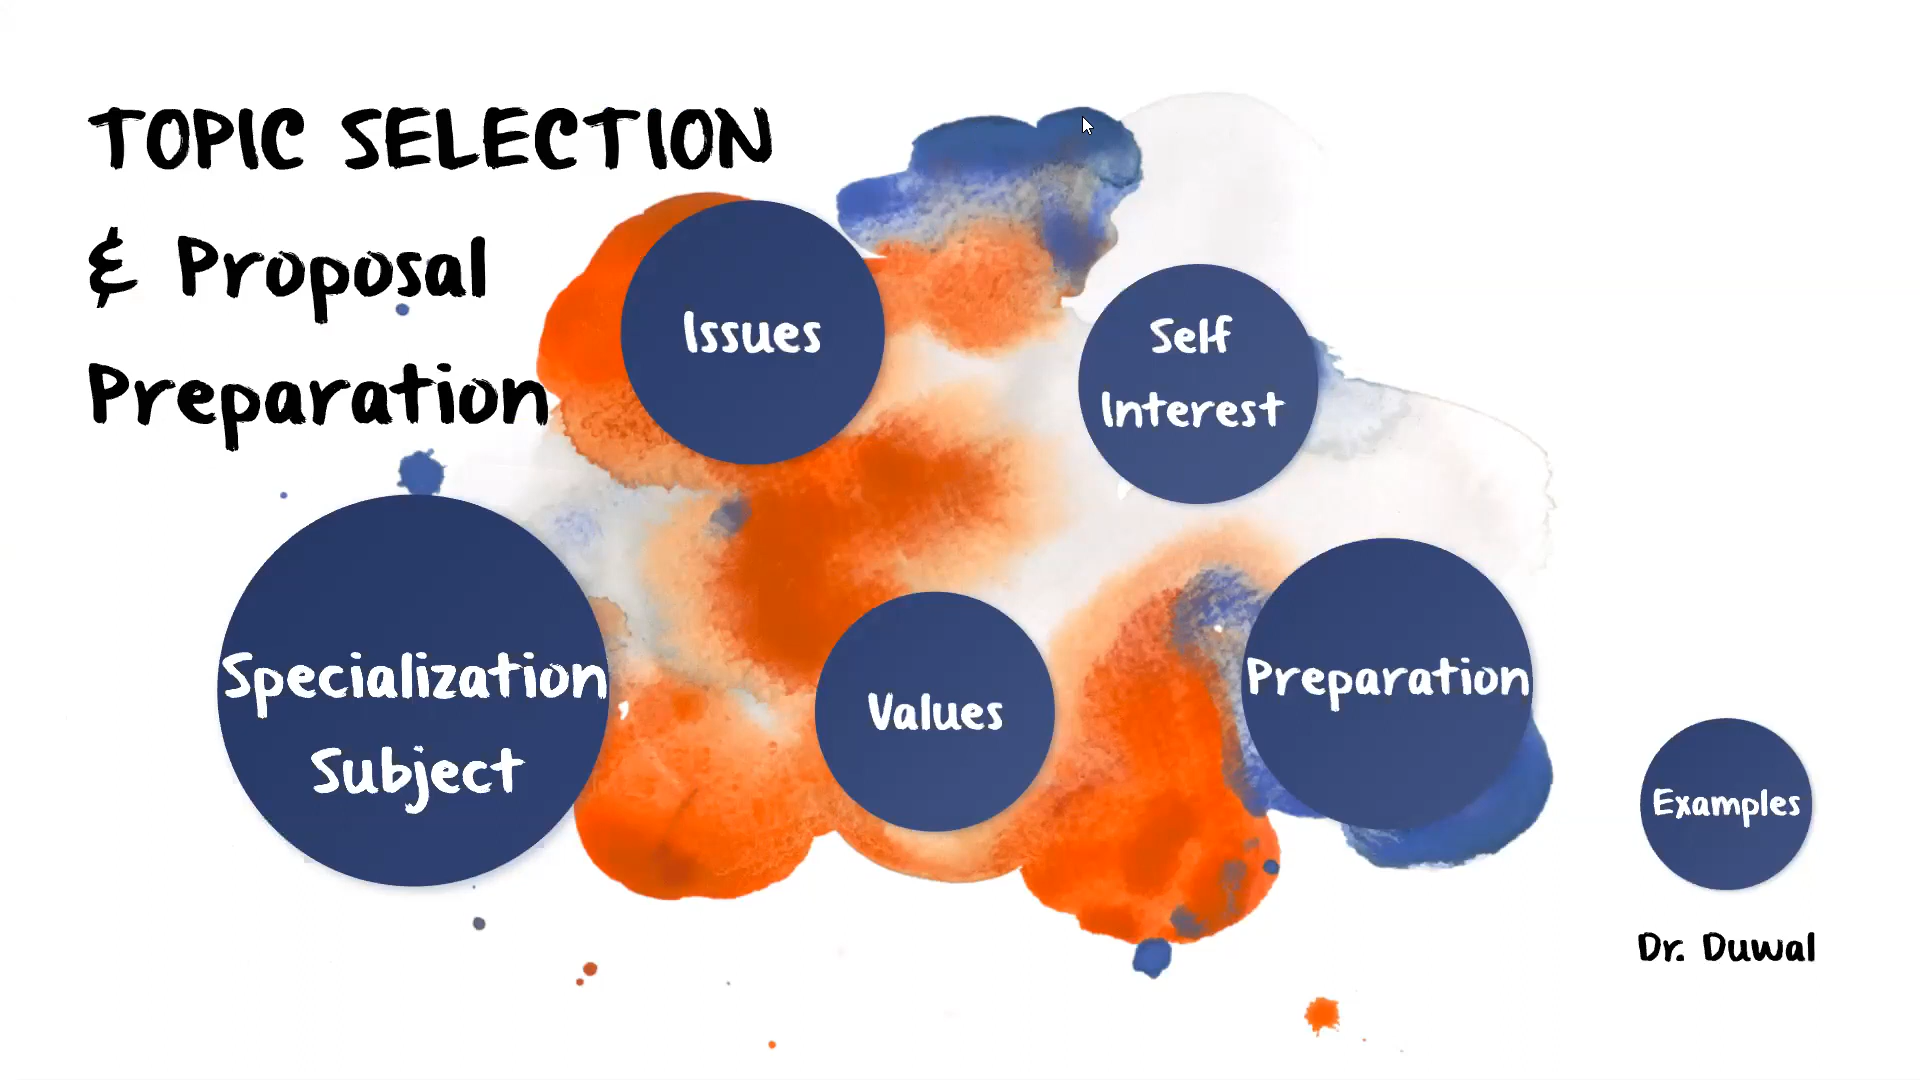 TOPIC SELECTION
& Proposal
Preparation
Issues
Self
Interest
Specialization
Subject
Values
Preparation
Examples
Dr. Duwal